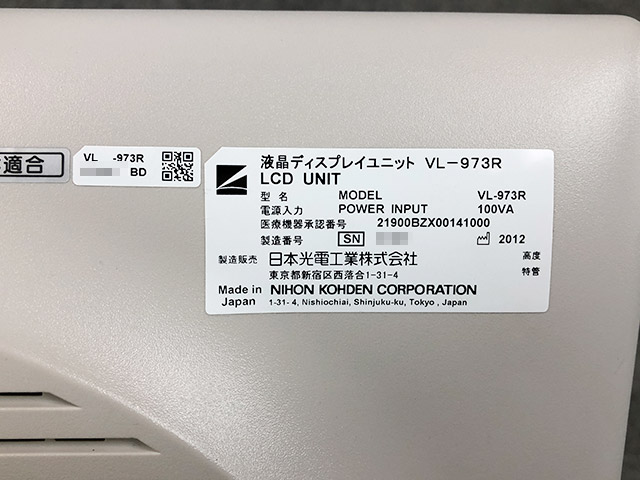 適合
VL -973R
BD
液晶ディスプレイユニット VL-973R
LCD UNIT
型 名 MODEL VL-973R
電源入力 POWER INPUT 100VA
医療機器承認番号 21900BZX00141000
製造番号 SN 2012
製造販売 日本光電工業株式会社 高度
東京都新宿区西落合1-31-4 特管
Made in NIHON KOHDEN CORPORATION
Japan 1-31- 4, Nishiochiai, Shinjuku-ku, Tokyo , Japan